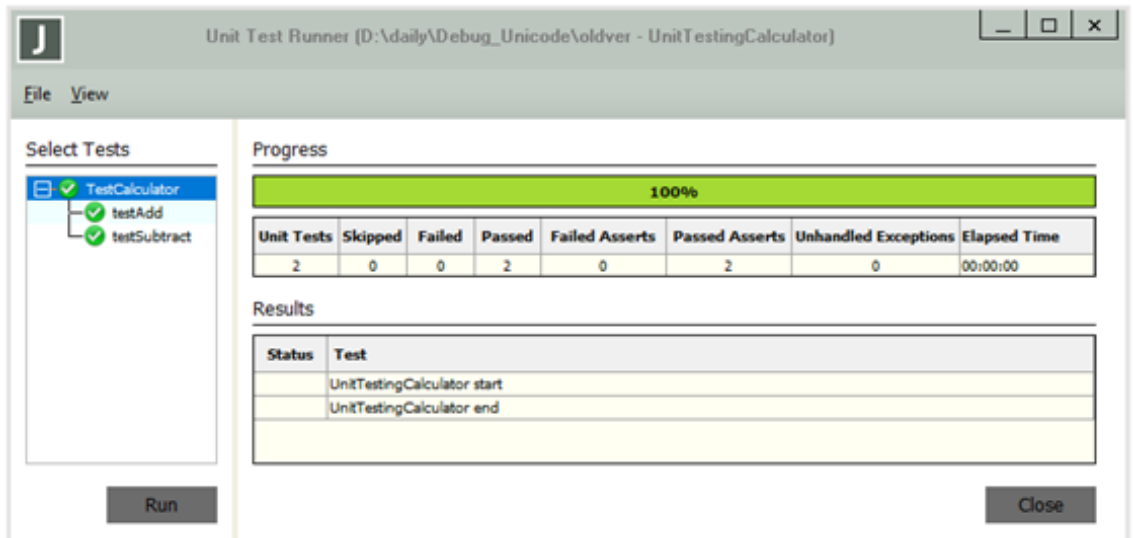 J
Unit Test Runner (D:\daily\Debug_Unicode\oldver - UnitTestingCalculator)
File View
Select Tests
TestCalculator
testAdd
testSubtract
Run
Progress
100%
Unit Tests Skipped Failed Passed Failed Asserts Passed Asserts Unhandled Exceptions Elapsed Time
2 0 0 2 0 2 0 00:00:00
Results
Status Test
UnitTestingCalculator start
UnitTestingCalculator end
Close